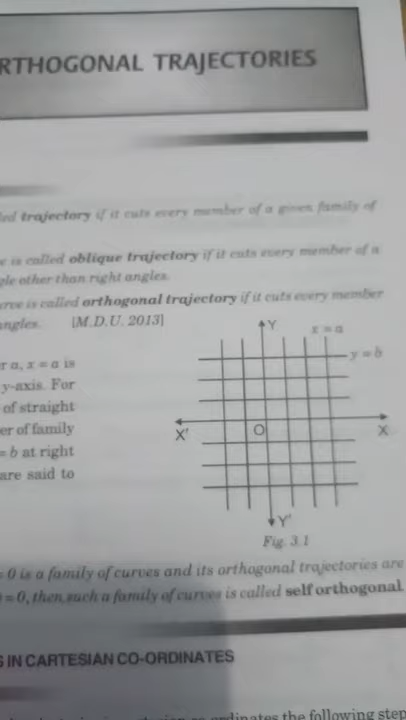 RTHOGONAL TRAJECTORIES
led trajectory if it cuts every member of a given family of
e is called oblique trajectory if it cuts every member of a
gle other than right angles.
urve is called orthogonal trajectory if it cuts every member
angles. [M.D.U. 2013]
r a, x = a is
y-axis. For
of straight
er of family
= b at right
are said to
Y
x = a
y = b
X'
O
X
Y'
Fig. 3.1
= 0 is a family of curves and its orthogonal trajectories are
) = 0, then such a family of curves is called self orthogonal.
S IN CARTESIAN CO-ORDINATES
ordinates the following step